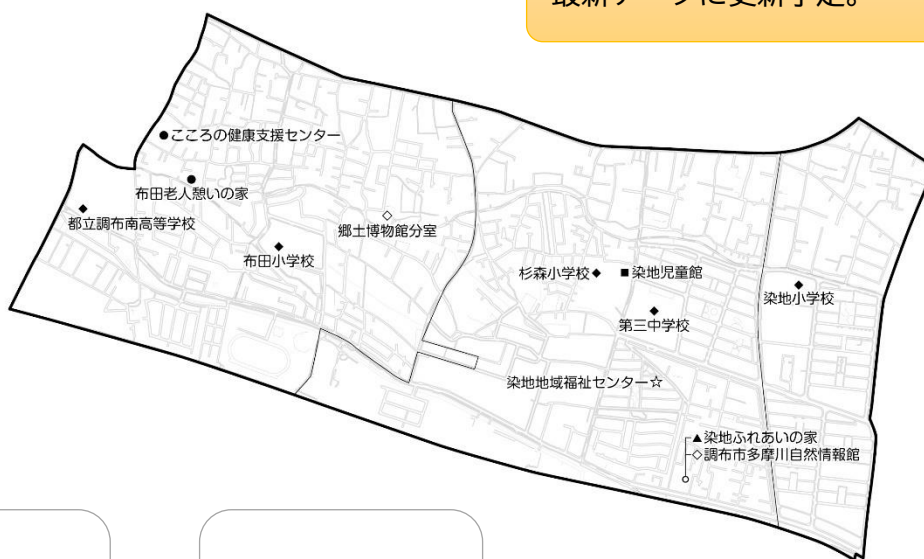 最新データに更新予定。
●こころの健康支援センター
●
布田老人憩いの家
◆
都立調布南高等学校
◇
郷土博物館分室
◆
布田小学校
杉森小学校◆
■染地児童館
◆
染地小学校
◆
第三中学校
染地地域福祉センター☆
▲染地ふれあいの家
◇調布市多摩川自然情報館